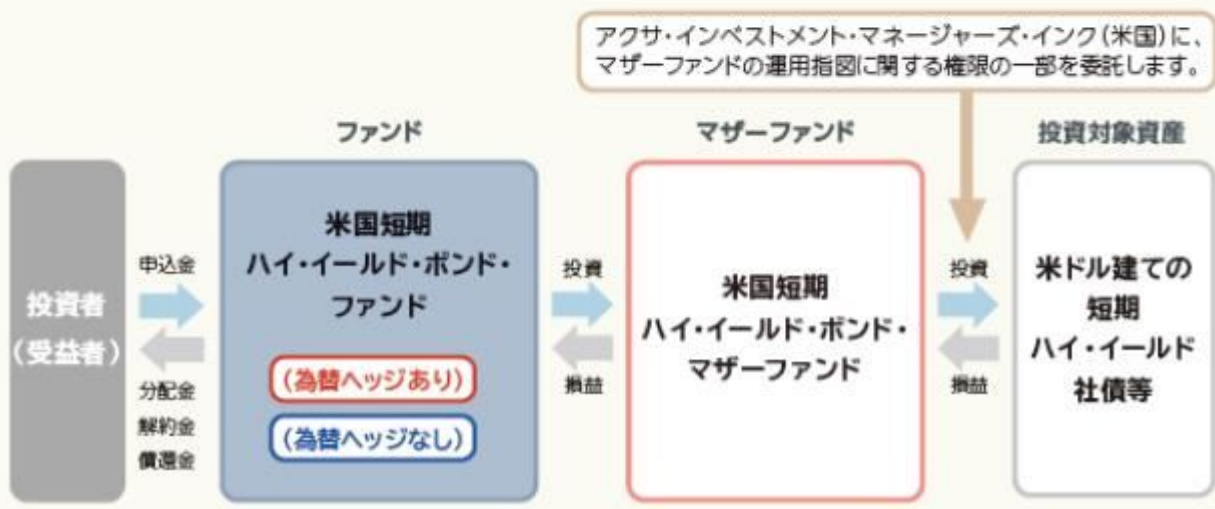 アクサ・インベストメント・マネージャーズ・インク(米国)に、
マザーファンドの運用指図に関する権限の一部を委託します。
ファンド
マザーファンド
投資対象資産
投資者
(受益者)
申込金
分配金
解約金
償還金
米国短期
ハイ・イールド・ボンド・
ファンド
(為替ヘッジあり)
(為替ヘッジなし)
投資
損益
米国短期
ハイ・イールド・ボンド・
マザーファンド
投資
損益
米ドル建ての
短期
ハイ・イールド
社債等